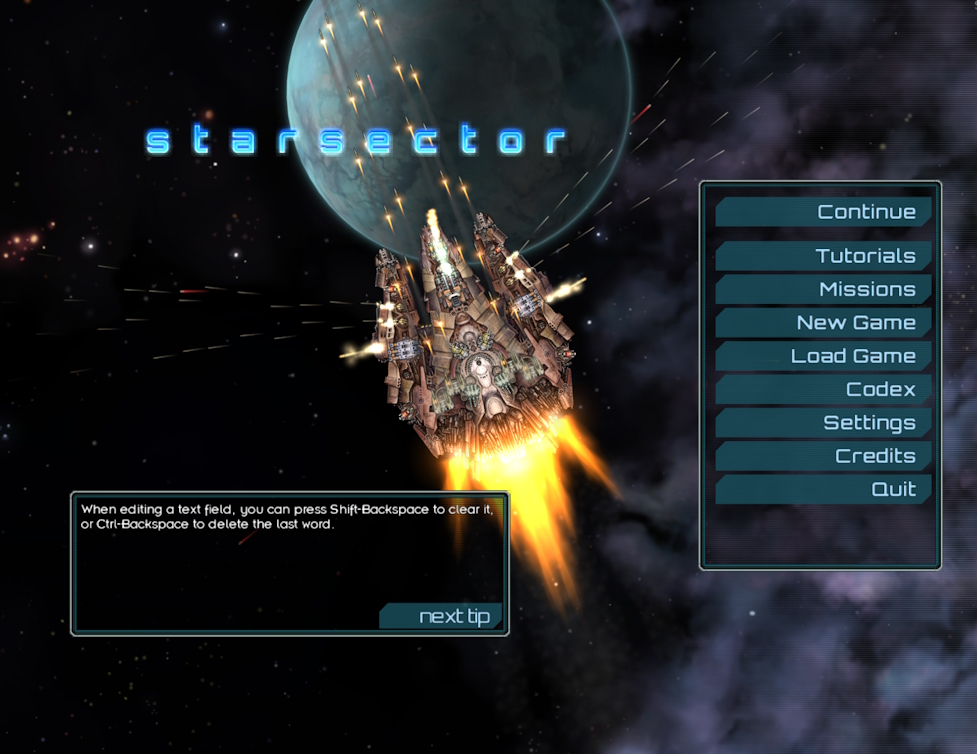 starsector
Continue
Tutorials
Missions
New Game
Load Game
Codex
Settings
Credits
Quit
When editing a text field, you can press Shift-Backspace to clear it,
or Ctrl-Backspace to delete the last word.
next tip